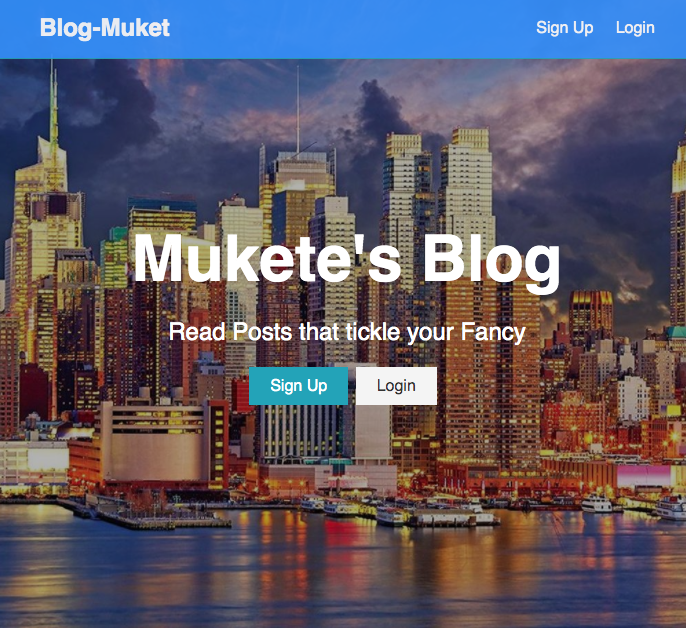 Blog-Muket
Sign Up Login
Mukete's Blog
Read Posts that tickle your Fancy
Sign Up Login